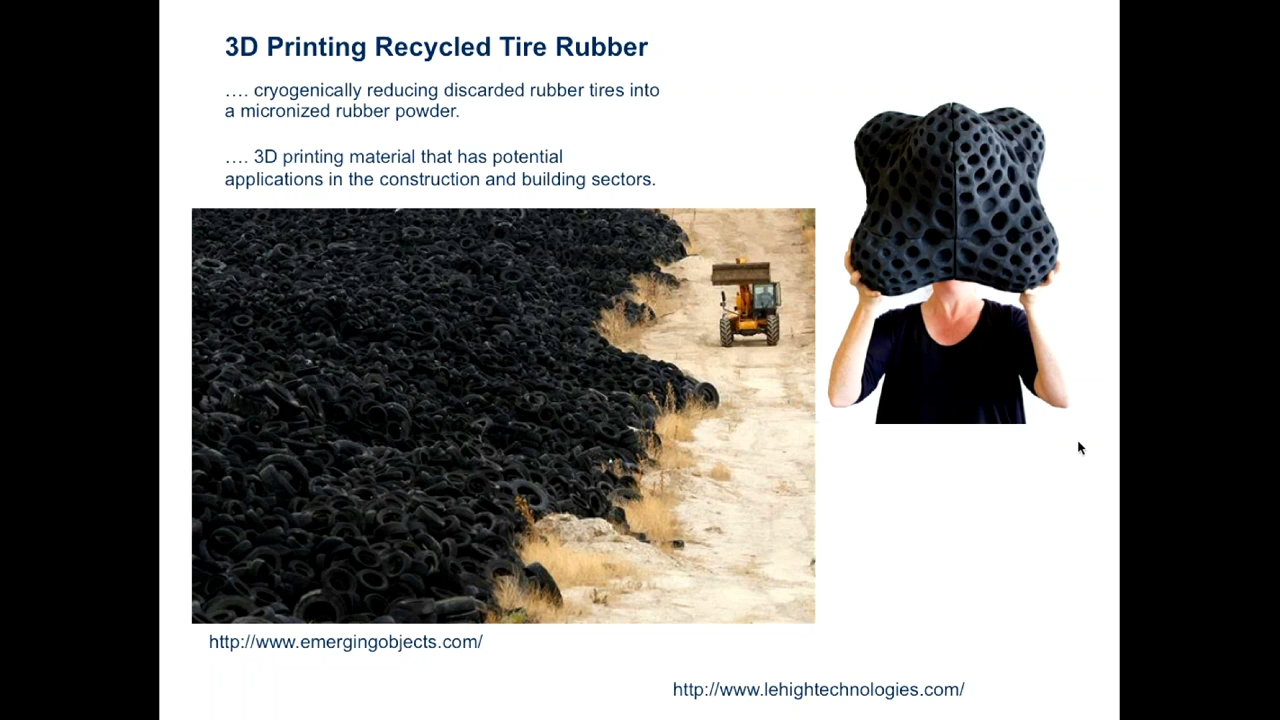 3D Printing Recycled Tire Rubber
…. cryogenically reducing discarded rubber tires into
a micronized rubber powder.
…. 3D printing material that has potential
applications in the construction and building sectors.
http://www.emergingobjects.com/
http://www.lehightechnologies.com/